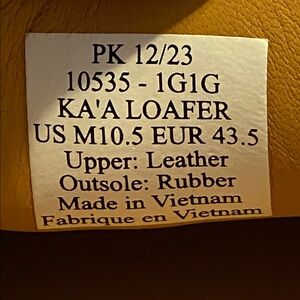 PK 12/23
10535 - 1G1G
KA'A LOAFER
US M10.5 EUR 43.5
Upper: Leather
Outsole: Rubber
Made in Vietnam
Fabrique en Vietnam